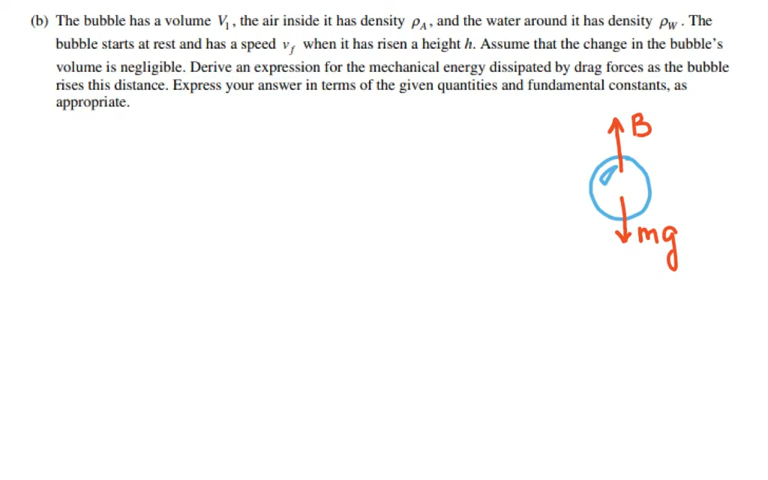 (b) The bubble has a volume V₁, the air inside it has density ρ_A, and the water around it has density ρ_W. The
bubble starts at rest and has a speed v_f when it has risen a height h. Assume that the change in the bubble's
volume is negligible. Derive an expression for the mechanical energy dissipated by drag forces as the bubble
rises this distance. Express your answer in terms of the given quantities and fundamental constants, as
appropriate.
B
mg